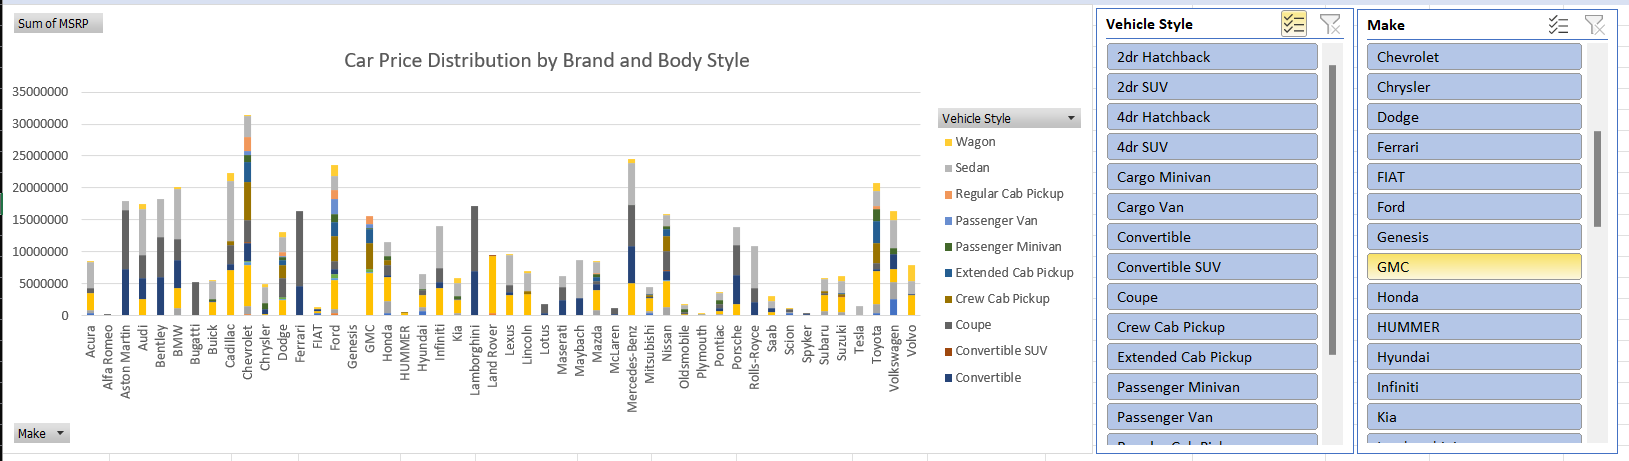 Sum of MSRP
Car Price Distribution by Brand and Body Style
35000000
30000000
25000000
20000000
15000000
10000000
5000000
0
Acura
Alfa Romeo
Aston Martin
Audi
Bentley
BMW
Bugatti
Buick
Cadillac
Chevrolet
Chrysler
Dodge
Ferrari
FIAT
Ford
Genesis
GMC
Honda
HUMMER
Hyundai
Infiniti
Kia
Lamborghini
Land Rover
Lexus
Lincoln
Lotus
Maserati
Maybach
Mazda
McLaren
Mercedes-Benz
Mitsubishi
Nissan
Oldsmobile
Plymouth
Pontiac
Porsche
Rolls-Royce
Saab
Scion
Spyker
Subaru
Suzuki
Tesla
Toyota
Volkswagen
Volvo
Make
Vehicle Style
Wagon
Sedan
Regular Cab Pickup
Passenger Van
Passenger Minivan
Extended Cab Pickup
Crew Cab Pickup
Coupe
Convertible SUV
Convertible
Vehicle Style
2dr Hatchback
2dr SUV
4dr Hatchback
4dr SUV
Cargo Minivan
Cargo Van
Convertible
Convertible SUV
Coupe
Crew Cab Pickup
Extended Cab Pickup
Passenger Minivan
Passenger Van
Make
Chevrolet
Chrysler
Dodge
Ferrari
FIAT
Ford
Genesis
GMC
Honda
HUMMER
Hyundai
Infiniti
Kia